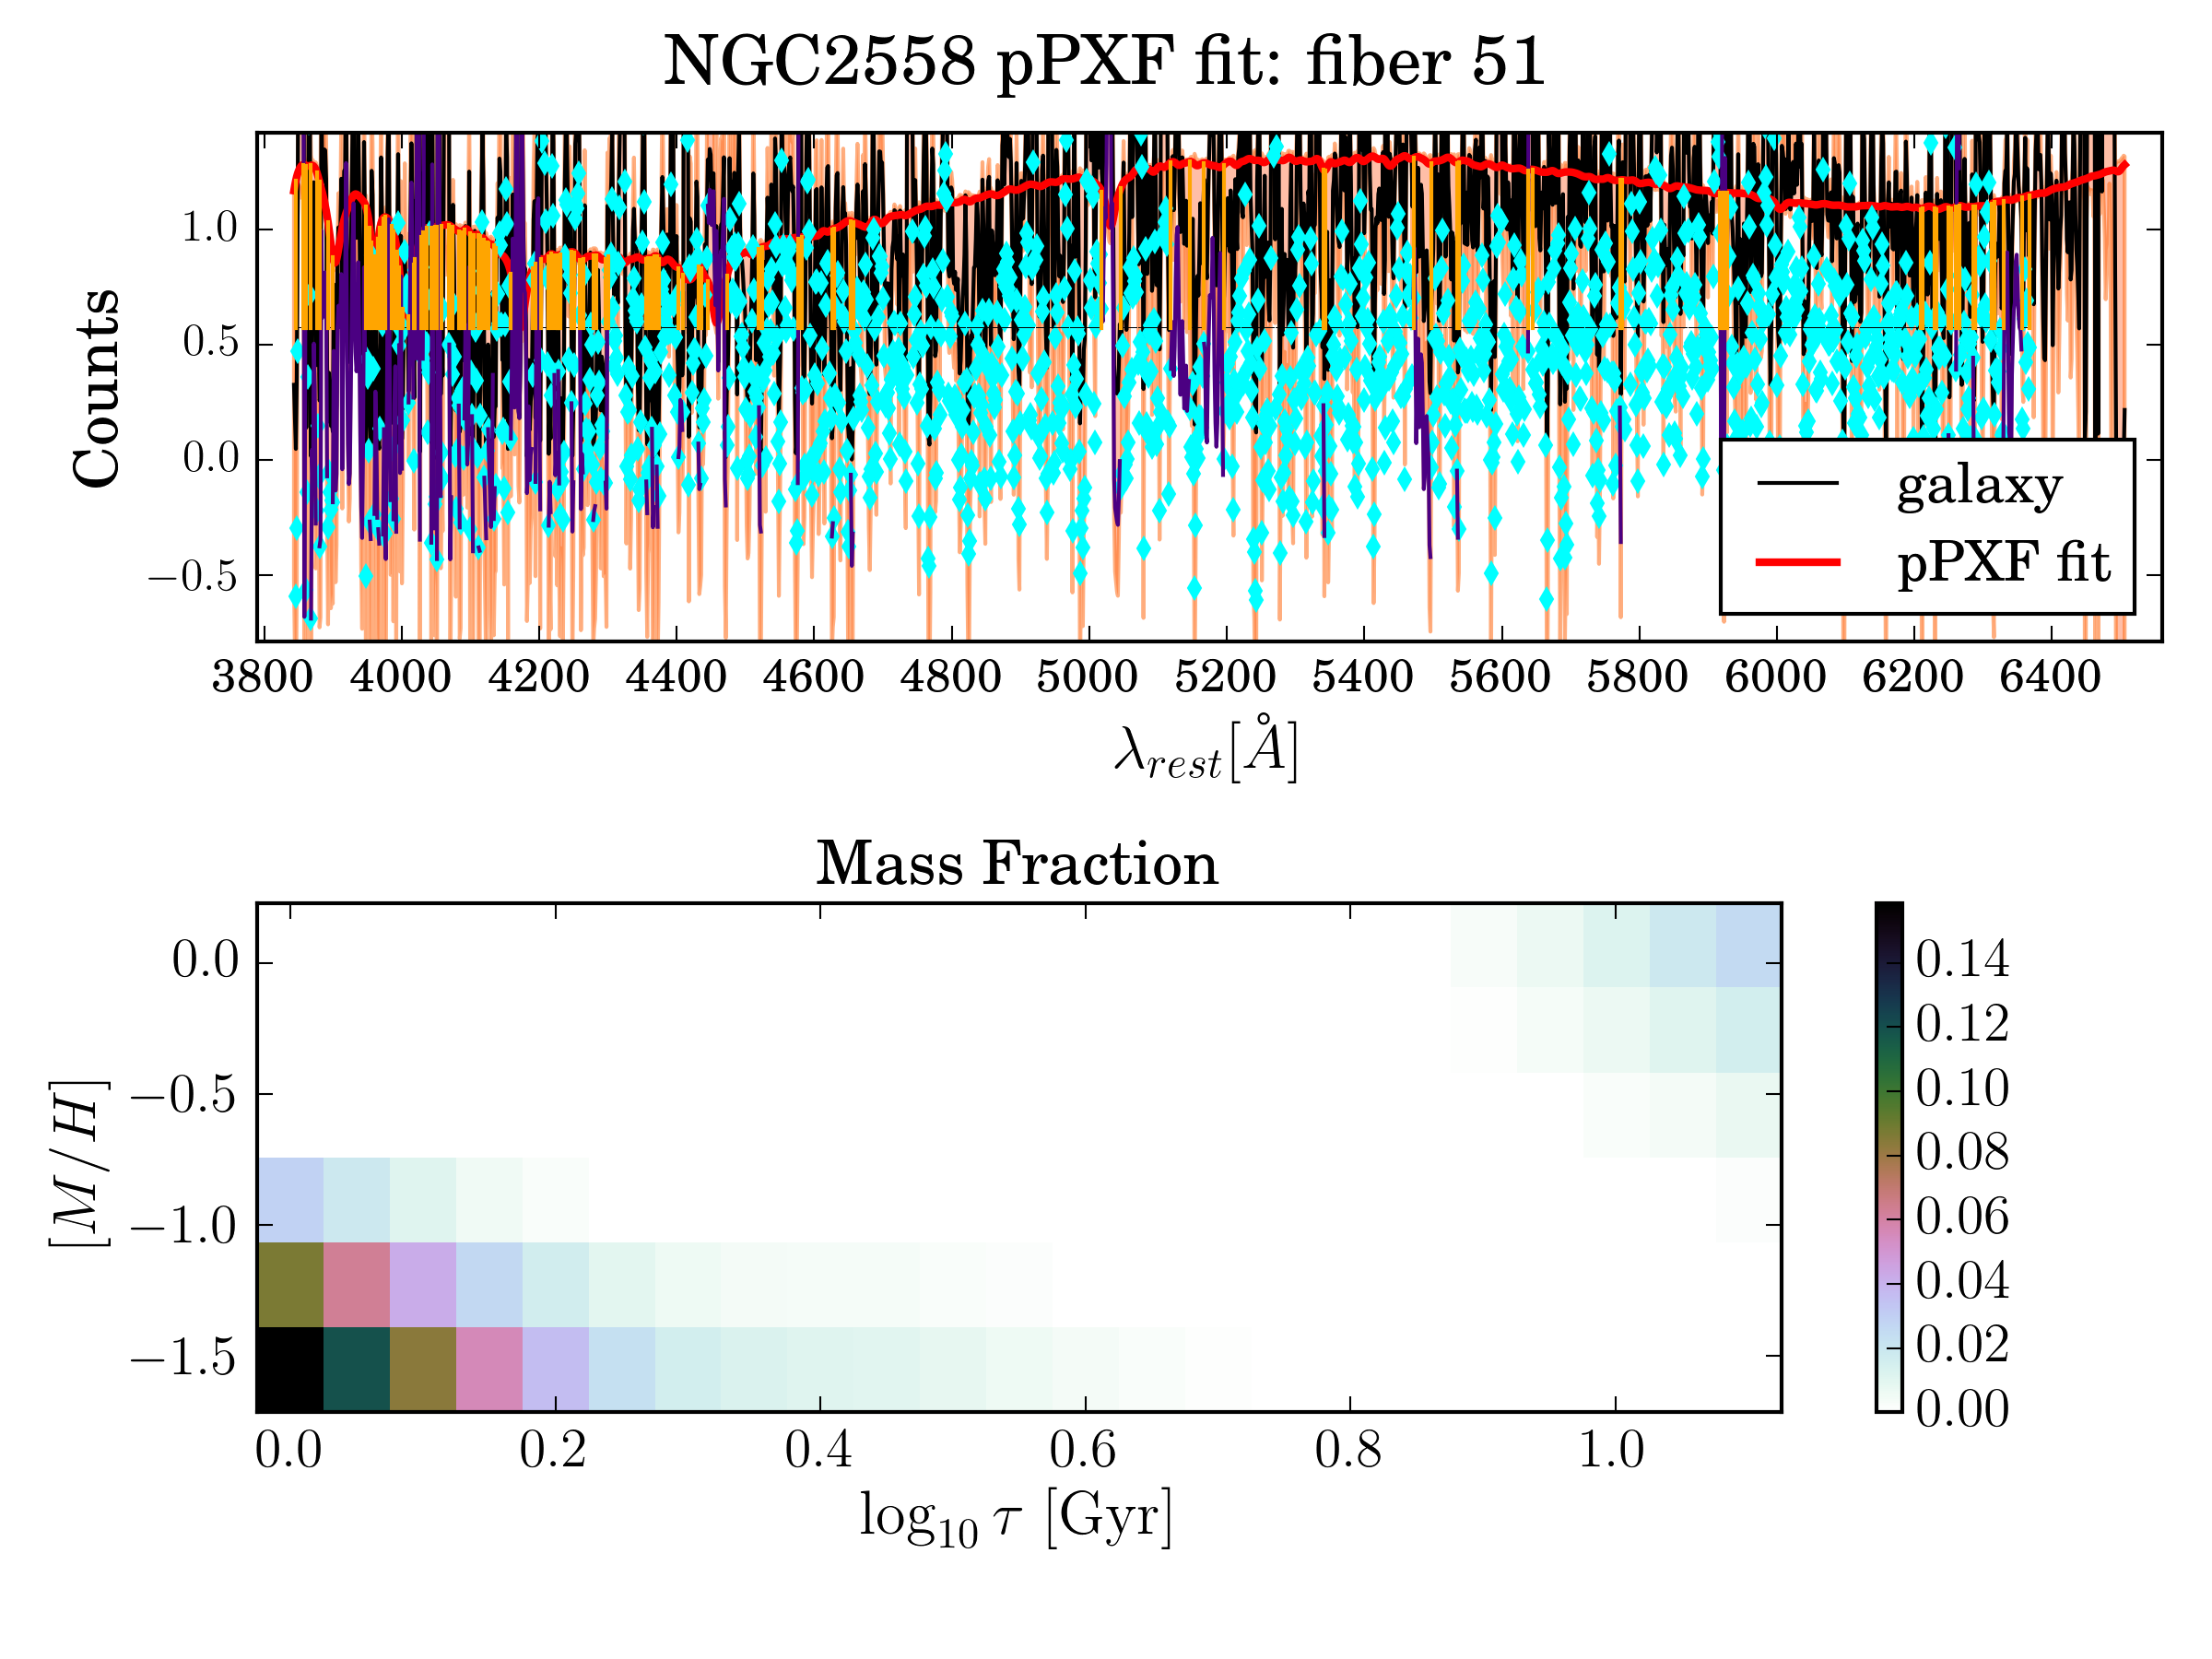 NGC2558 pPXF fit: fiber 51
Counts
1.0
0.5
0.0
−0.5
galaxy
pPXF fit
3800 4000 4200 4400 4600 4800 5000 5200 5400 5600 5800 6000 6200 6400
λrest[Å]
Mass Fraction
[M/H]
0.0
−0.5
−1.0
−1.5
0.0 0.2 0.4 0.6 0.8 1.0
log10 τ [Gyr]
0.14
0.12
0.10
0.08
0.06
0.04
0.02
0.00